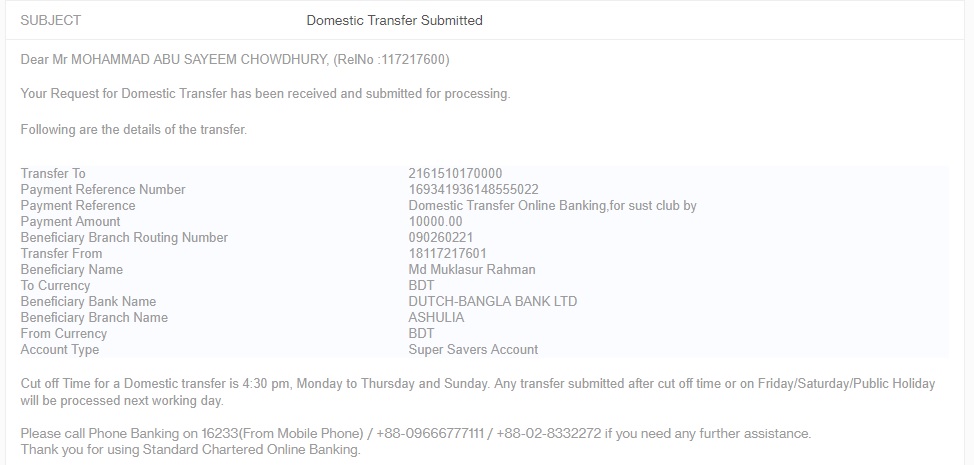 SUBJECT Domestic Transfer Submitted
Dear Mr MOHAMMAD ABU SAYEEM CHOWDHURY, (RelNo :117217600)
Your Request for Domestic Transfer has been received and submitted for processing.
Following are the details of the transfer.
Transfer To 2161510170000
Payment Reference Number 169341936148555022
Payment Reference Domestic Transfer Online Banking,for sust club by
Payment Amount 10000.00
Beneficiary Branch Routing Number 090260221
Transfer From 18117217601
Beneficiary Name Md Muklasur Rahman
To Currency BDT
Beneficiary Bank Name DUTCH-BANGLA BANK LTD
Beneficiary Branch Name ASHULIA
From Currency BDT
Account Type Super Savers Account
Cut off Time for a Domestic transfer is 4:30 pm, Monday to Thursday and Sunday. Any transfer submitted after cut off time or on Friday/Saturday/Public Holiday
will be processed next working day.
Please call Phone Banking on 16233(From Mobile Phone) / +88-09666777111 / +88-02-8332272 if you need any further assistance.
Thank you for using Standard Chartered Online Banking.